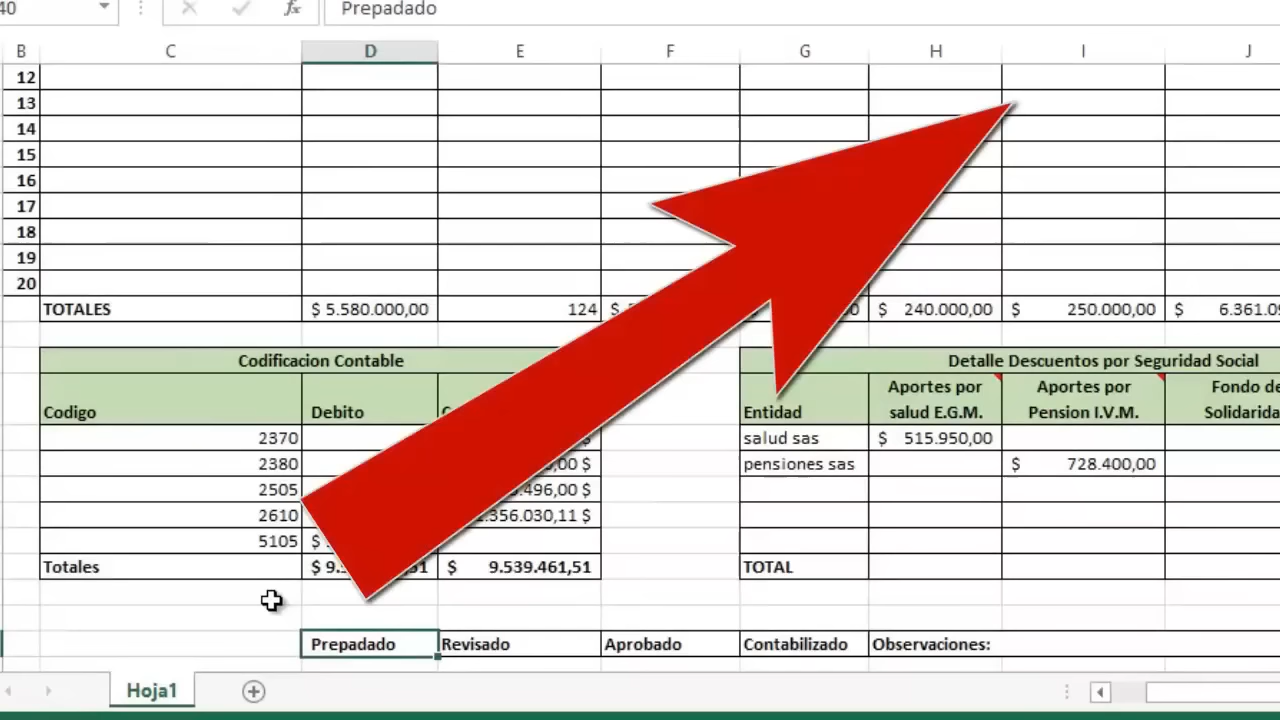 40 fx Prepadado
B C D E F G H I J
12
13
14
15
16
17
18
19
20
TOTALES $ 5.580.000,00 124 $ 0 $ 240.000,00 $ 250.000,00 $ 6.361.09
Codificacion Contable Detalle Descuentos por Seguridad Social
Aportes por Aportes por Fondo de
Codigo Debito Entidad salud E.G.M. Pension I.V.M. Solidarida
2370 $ salud sas $ 515.950,00
2380 00 $ pensiones sas $ 728.400,00
2505 .496,00 $
2610 .356.030,11 $
5105 $
Totales $ 9. 51 $ 9.539.461,51 TOTAL
Prepadado Revisado Aprobado Contabilizado Observaciones:
Hoja1